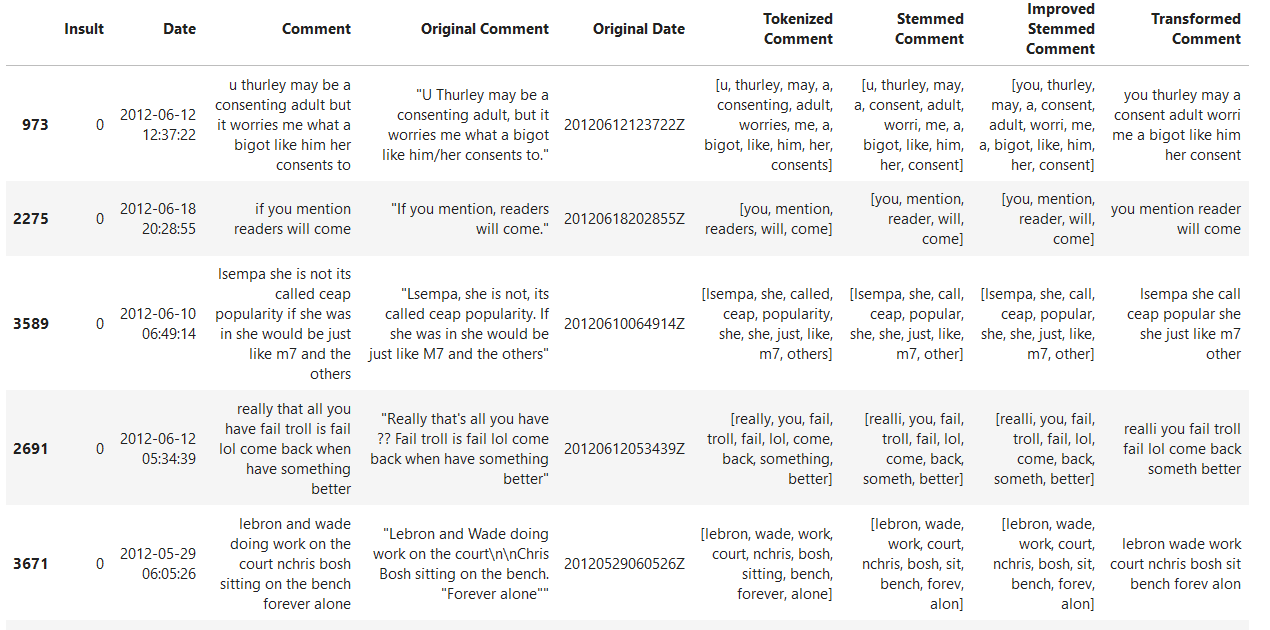 Insult Date Comment Original Comment Original Date Tokenized Comment Stemmed Comment Improved Stemmed Comment Transformed Comment
973 0 2012-06-12 12:37:22
u thurley may be a
consenting adult but
it worries me what a
bigot like him her
consents to
"U Thurley may be a
consenting adult, but it
worries me what a bigot
like him/her consents to."
20120612123722Z
[u, thurley, may, a,
consenting, adult,
worries, me, a,
bigot, like, him, her,
consents]
[u, thurley, may,
a, consent, adult,
worri, me, a,
bigot, like, him,
her, consent]
[you, thurley,
may, a, consent,
adult, worri, me,
a, bigot, like, him,
her, consent]
you thurley may a
consent adult worri
me a bigot like him
her consent
2275 0 2012-06-18 20:28:55
if you mention
readers will come
"If you mention, readers
will come."
20120618202855Z
[you, mention,
readers, will, come]
[you, mention,
reader, will,
come]
[you, mention,
reader, will,
come]
you mention reader
will come
3589 0 2012-06-10 06:49:14
lsempa she is not its
called ceap
popularity if she was
in she would be just
like m7 and the
others
"Lsempa, she is not, its
called ceap popularity. If
she was in she would be
just like M7 and the others"
20120610064914Z
[lsempa, she, called,
ceap, popularity,
she, she, just, like,
m7, others]
[lsempa, she, call,
ceap, popular,
she, she, just, like,
m7, other]
[lsempa, she, call,
ceap, popular,
she, she, just, like,
m7, other]
lsempa she call
ceap popular she
she just like m7
other
2691 0 2012-06-12 05:34:39
really that all you
have fail troll is fail
lol come back when
have something
better
"Really that's all you have
?? Fail troll is fail lol come
back when have something
better"
20120612053439Z
[really, you, fail,
troll, fail, lol, come,
back, something,
better]
[realli, you, fail,
troll, fail, lol,
come, back,
someth, better]
[realli, you, fail,
troll, fail, lol,
come, back,
someth, better]
realli you fail troll
fail lol come back
someth better
3671 0 2012-05-29 06:05:26
lebron and wade
doing work on the
court nchris bosh
sitting on the bench
forever alone
"Lebron and Wade doing
work on the court\n\nChris
Bosh sitting on the bench.
"Forever alone""
20120529060526Z
[lebron, wade, work,
court, nchris, bosh,
sitting, bench,
forever, alone]
[lebron, wade,
work, court,
nchris, bosh, sit,
bench, forev,
alon]
[lebron, wade,
work, court,
nchris, bosh, sit,
bench, forev,
alon]
lebron wade work
court nchris bosh sit
bench forev alon